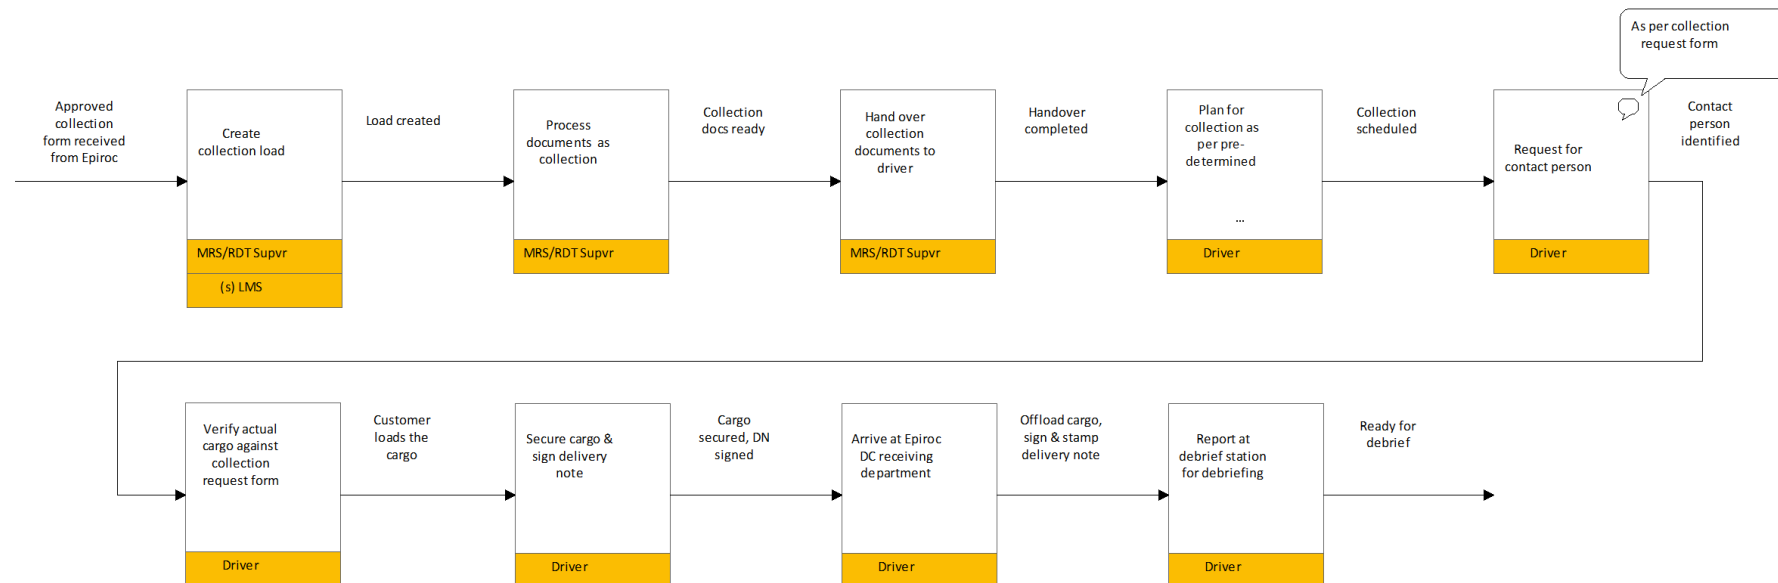 As per collection
request form
Approved
collection
form received
from Epiroc
Create
collection load
MRS/RDT Supvr
(s) LMS
Load created
Process
documents as
collection
MRS/RDT Supvr
Collection
docs ready
Hand over
collection
documents to
driver
MRS/RDT Supvr
Handover
completed
Plan for
collection as
per pre-
determined
...
Driver
Collection
scheduled
Request for
contact person
Driver
Contact
person
identified
Verify actual
cargo against
collection
request form
Driver
Customer
loads the
cargo
Secure cargo &
sign delivery
note
Driver
Cargo
secured, DN
signed
Arrive at Epiroc
DC receiving
department
Driver
Offload cargo,
sign & stamp
delivery note
Report at
debrief station
for debriefing
Driver
Ready for
debrief